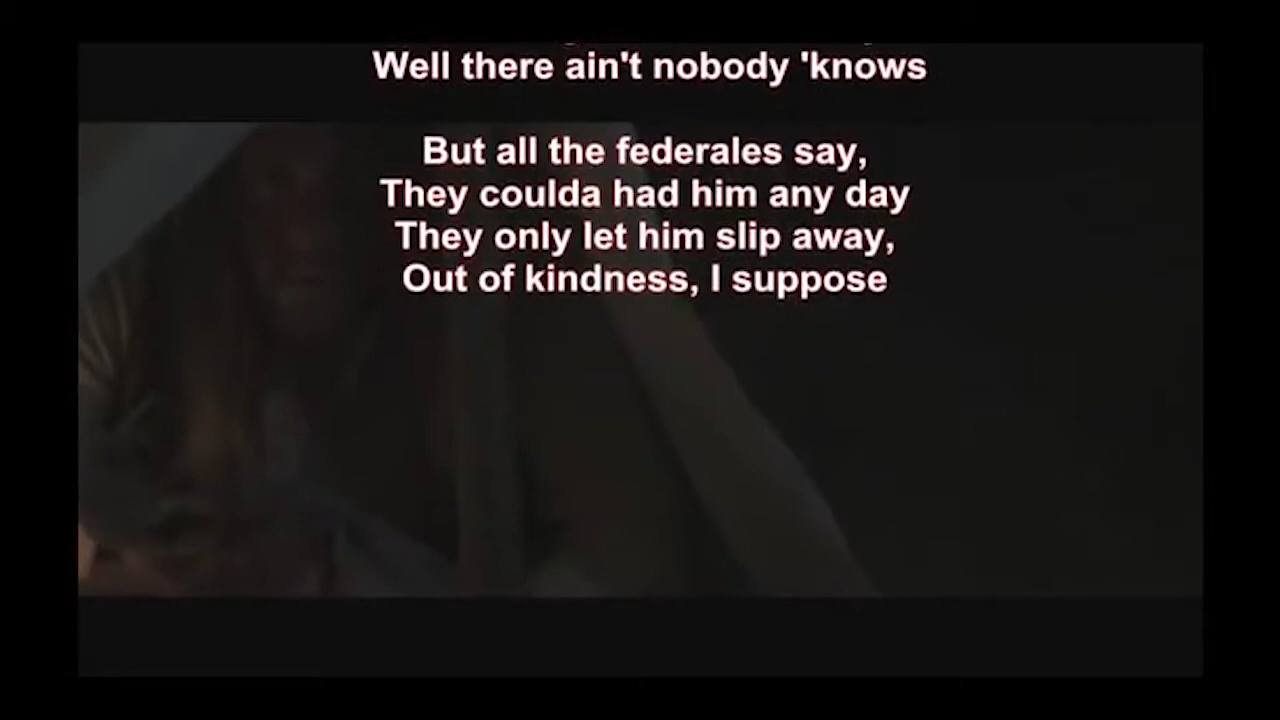 Well there ain't nobody 'knows
But all the federales say,
They coulda had him any day
They only let him slip away,
Out of kindness, I suppose